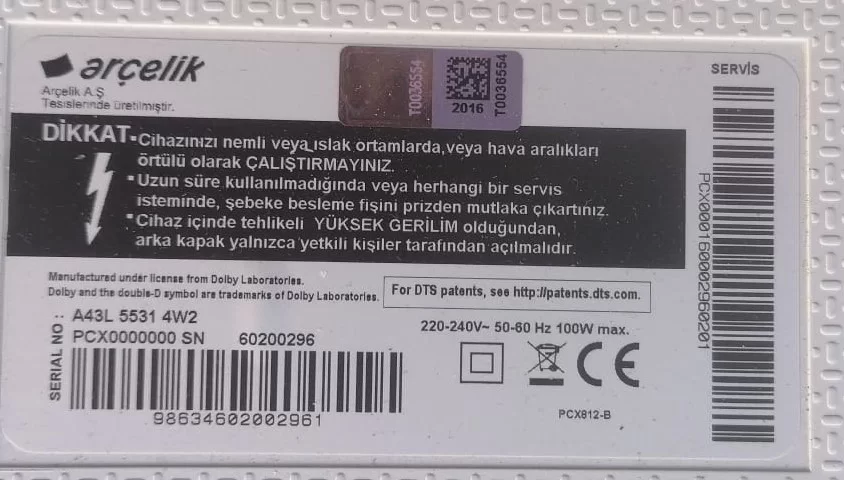 arçelik
Arçelik A.Ş.
Tesislerinde üretilmiştir.
T0036554
2016
T0036554
SERVİS
DİKKAT-Cihazınızı nemli veya ıslak ortamlarda,veya hava aralıkları
örtülü olarak ÇALIŞTIRMAYINIZ.
Uzun süre kullanılmadığında veya herhangi bir servis
isteminde, şebeke besleme fişini prizden mutlaka çıkartınız.
Cihaz içinde tehlikeli YÜKSEK GERİLİM olduğundan,
arka kapak yalnızca yetkili kişiler tarafından açılmalıdır.
PCX0001600002960201
Manufactured under license from Dolby Laboratories.
Dolby and the double-D symbol are trademarks of Dolby Laboratories.
For DTS patents, see http://patents.dts.com.
A43L 5531 4W2
220-240V~ 50-60 Hz 100W max.
SERIAL NO :
PCX0000000 SN 60200296
CE
98634602002961
PCX812-B